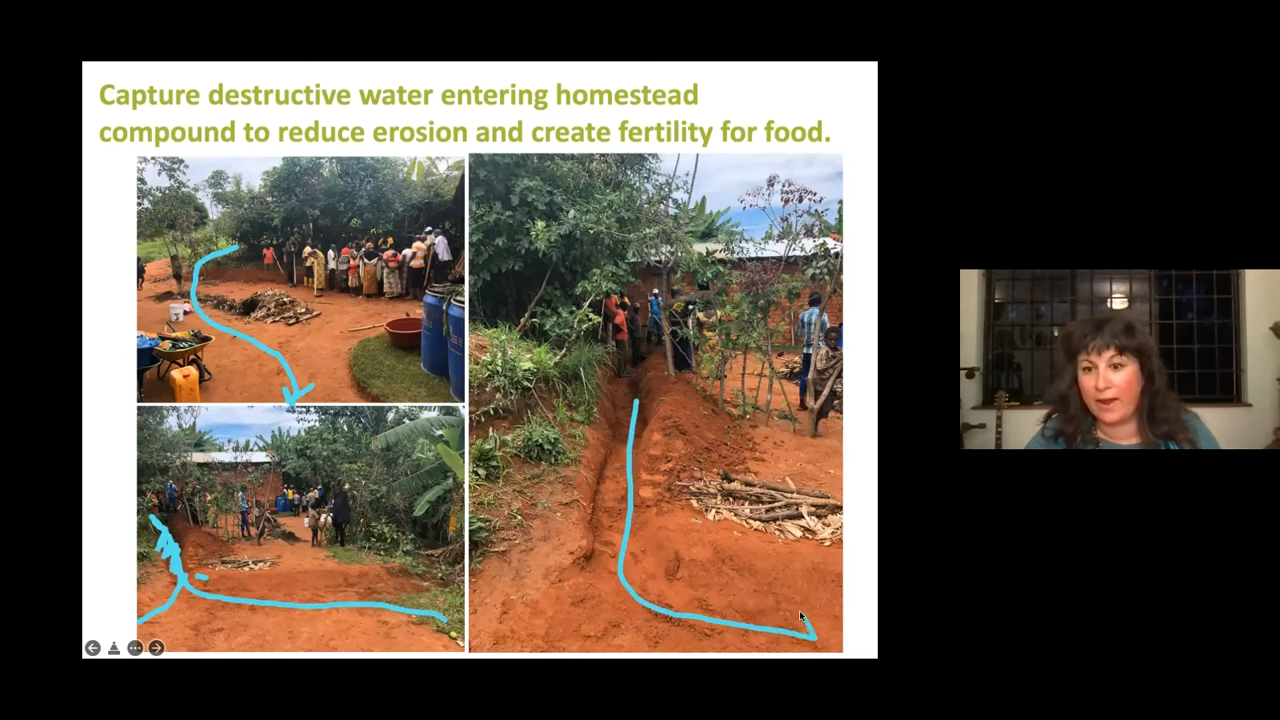 Capture destructive water entering homestead
compound to reduce erosion and create fertility for food.